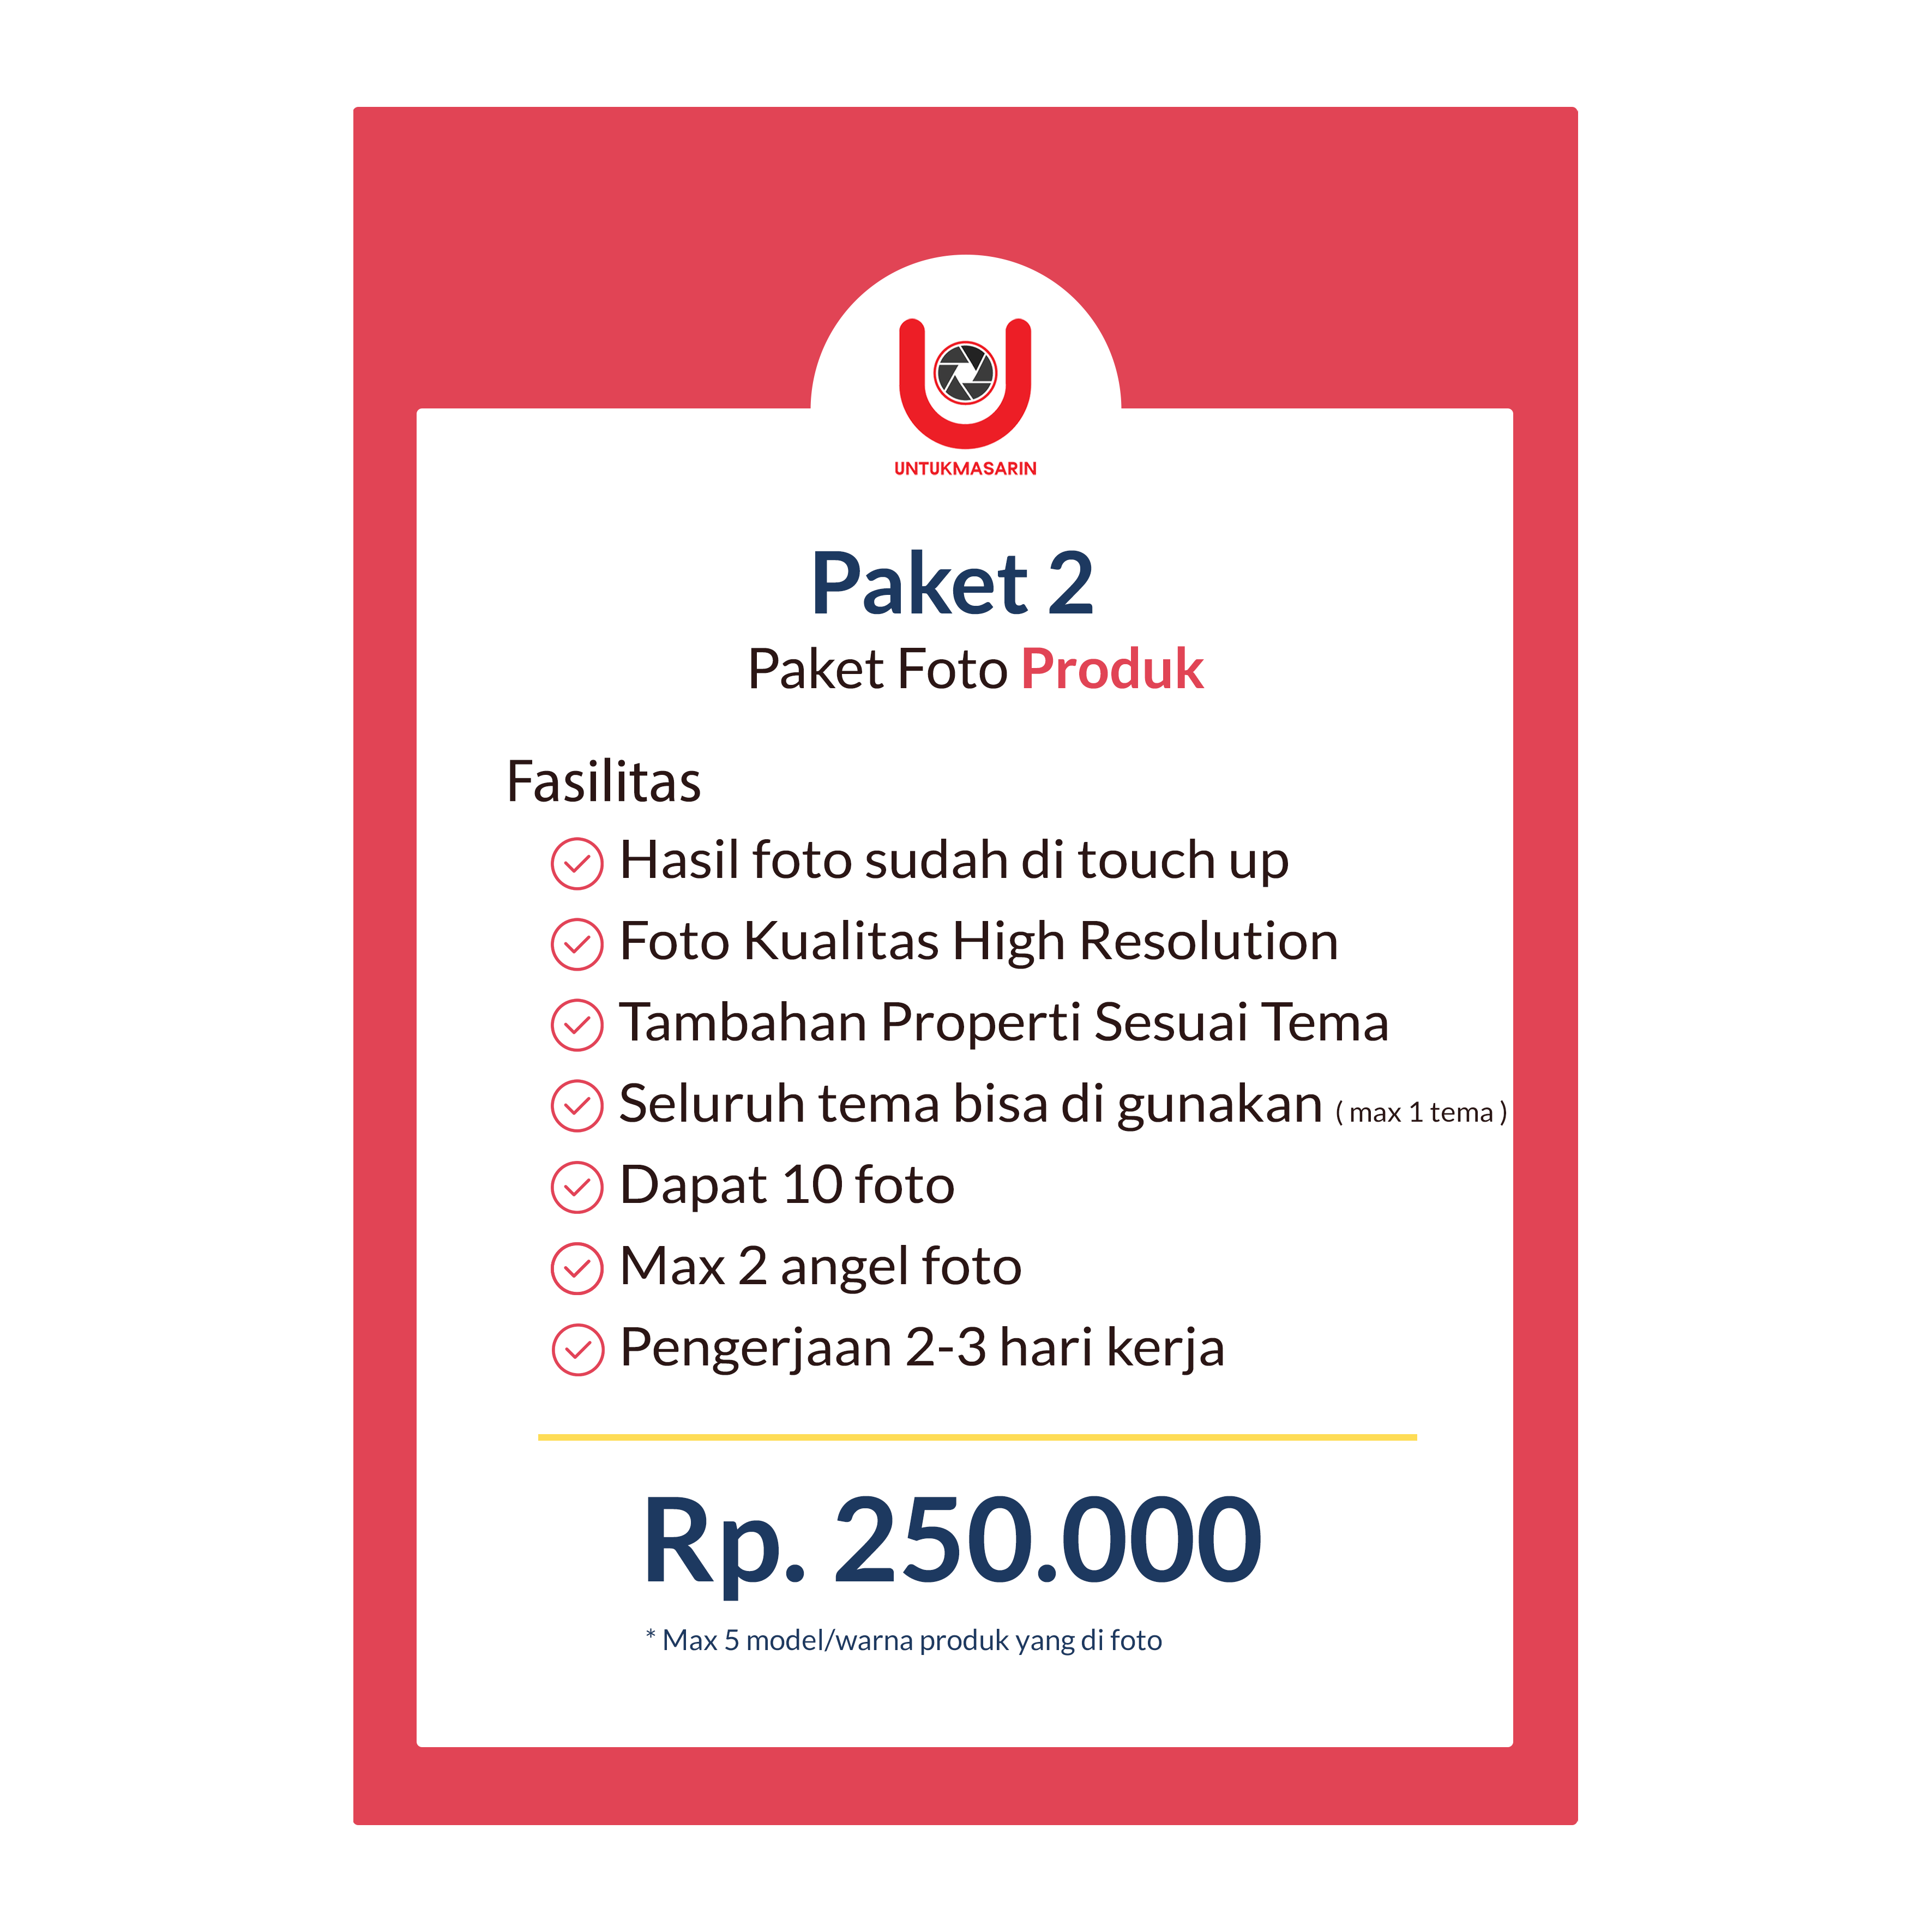 UNTUKMASARIN
Paket 2
Paket Foto Produk
Fasilitas
Hasil foto sudah di touch up
Foto Kualitas High Resolution
Tambahan Properti Sesuai Tema
Seluruh tema bisa di gunakan ( max 1 tema )
Dapat 10 foto
Max 2 angel foto
Pengerjaan 2-3 hari kerja
Rp. 250.000
* Max 5 model/warna produk yang di foto